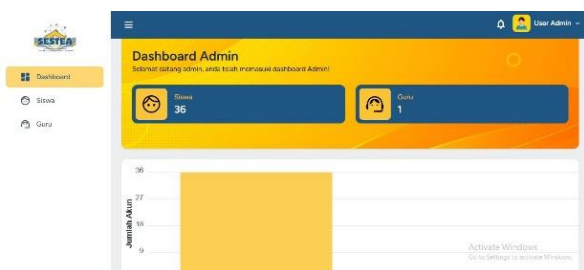 SESTEA
User Admin
Dashboard
Siswa
Guru
Dashboard Admin
Selamat datang admin, anda telah memasuki dashboard Admin!
Siswa
36
Guru
1
36
27
18
9
Jumlah Akun
Activate Windows
Go to Settings to activate Windows.